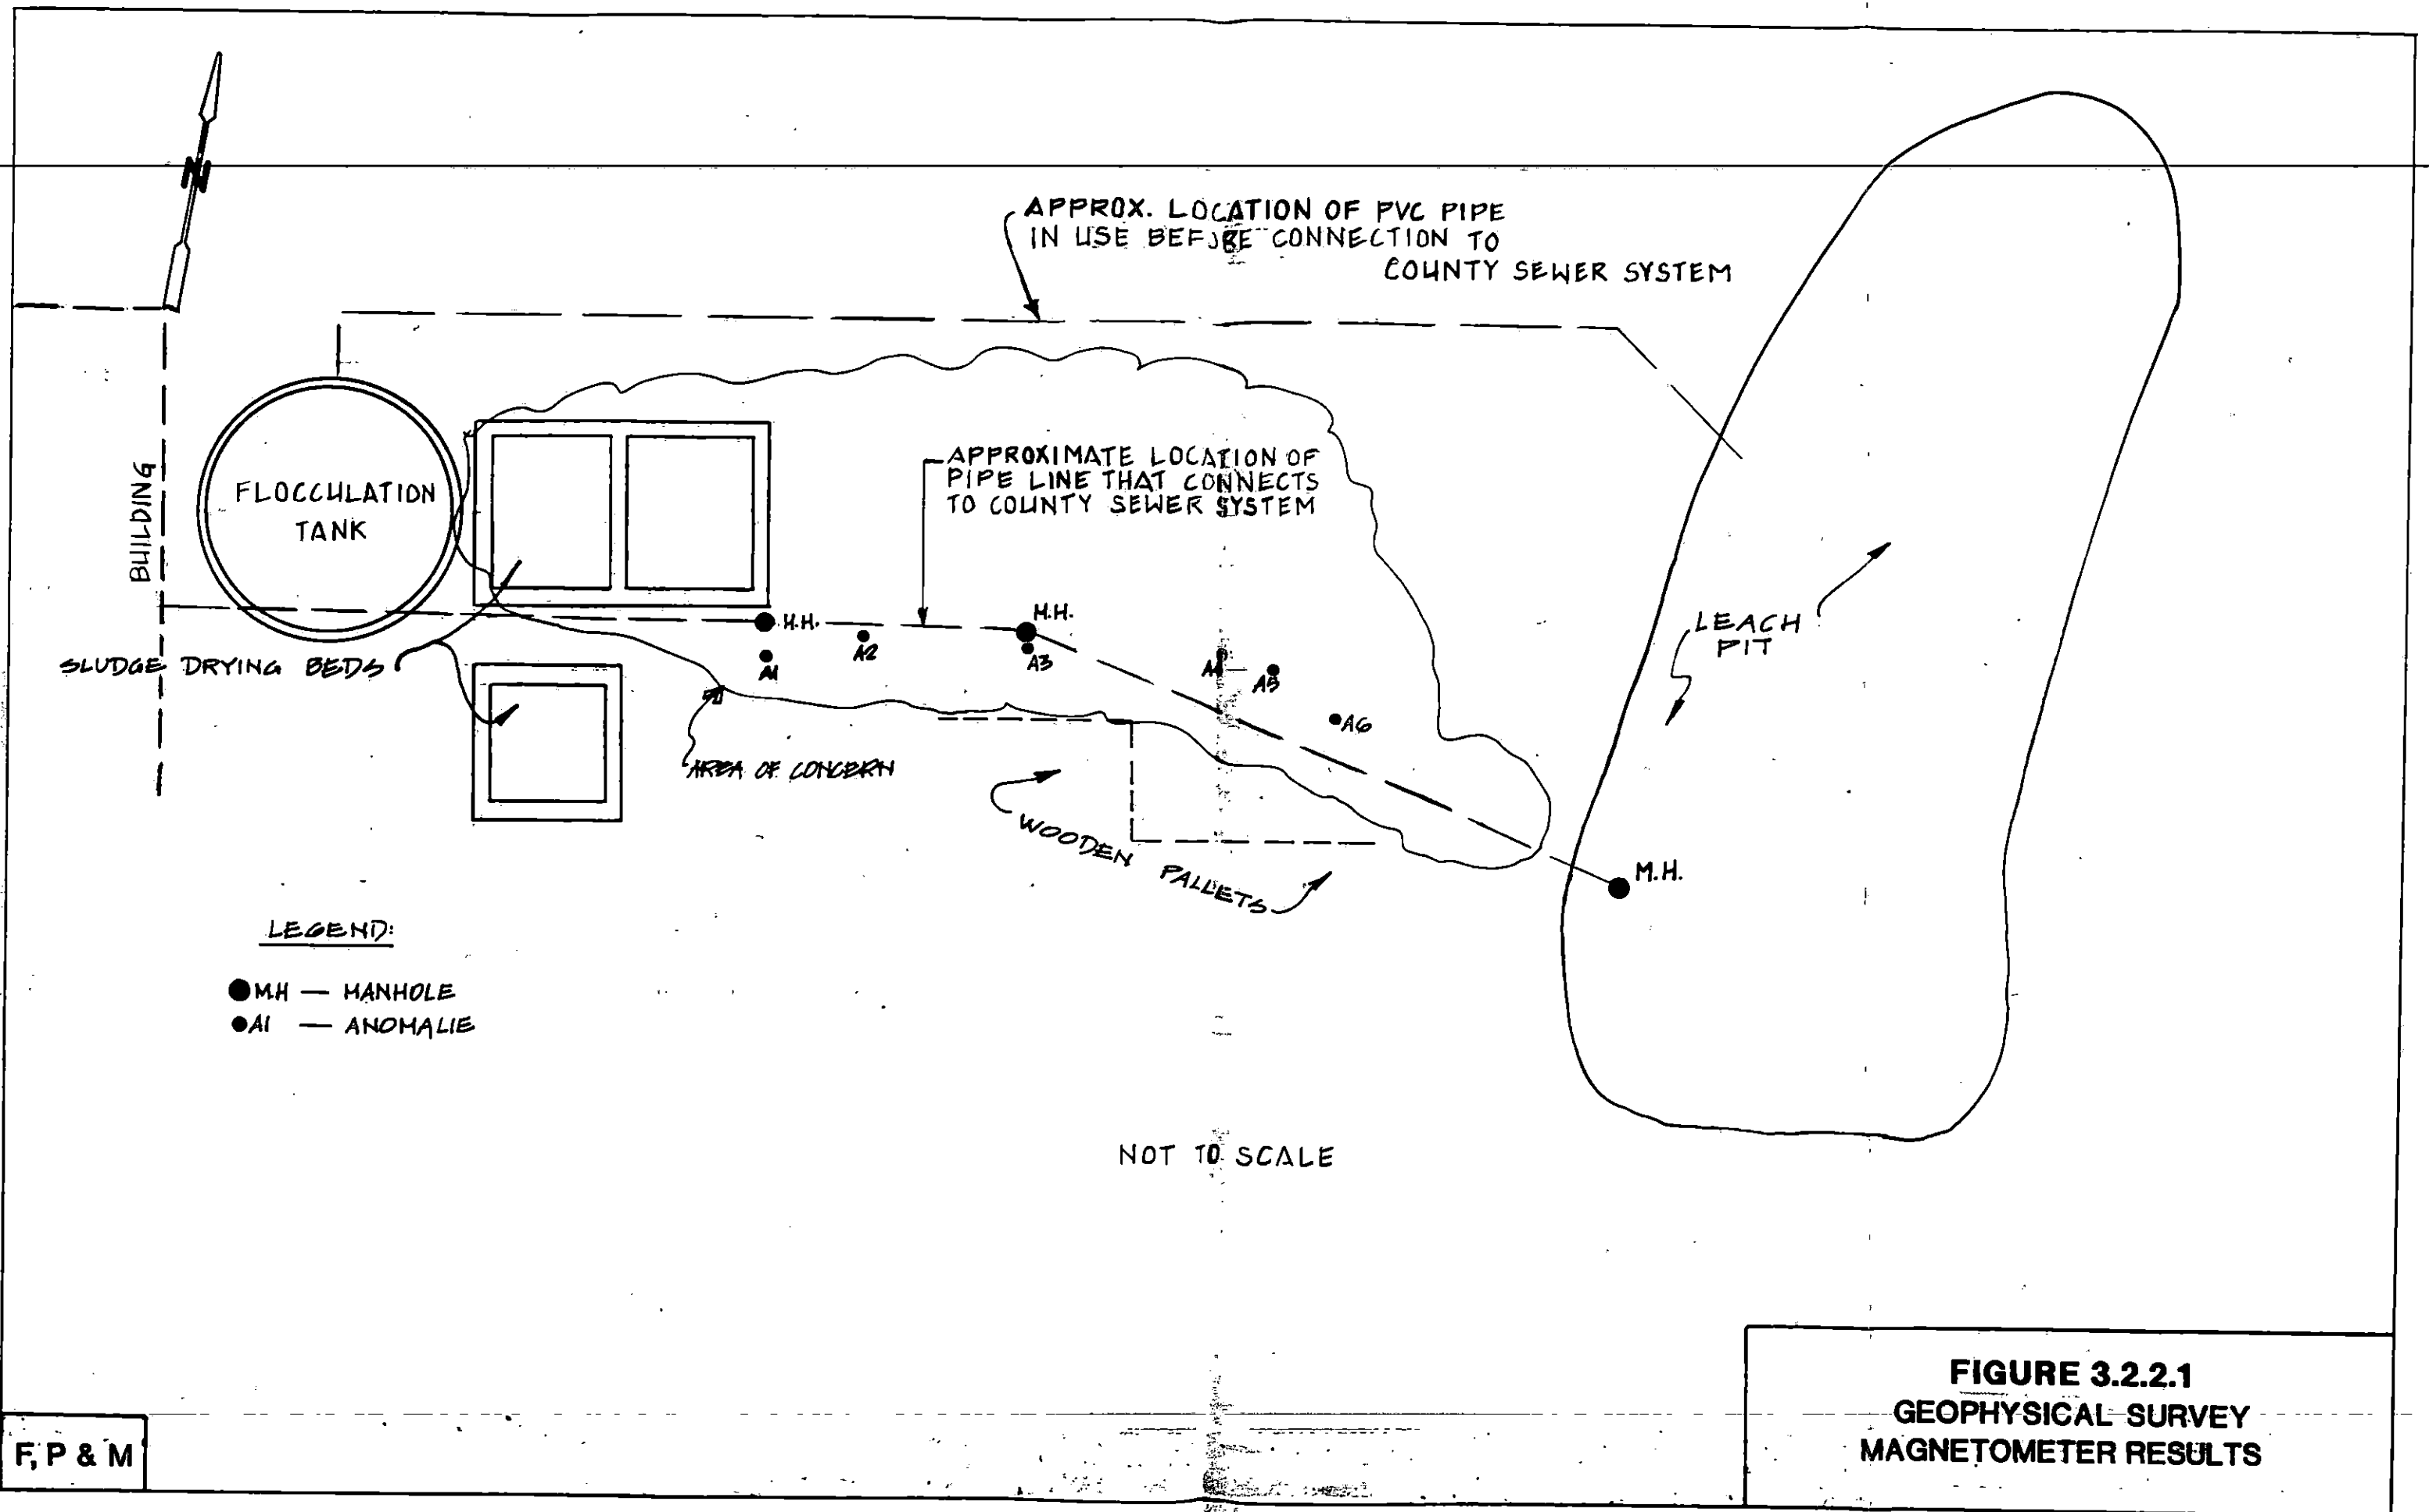 N
APPROX. LOCATION OF PVC PIPE
IN USE BEFORE CONNECTION TO
COUNTY SEWER SYSTEM
BUILDING
FLOCCULATION
TANK
APPROXIMATE LOCATION OF
PIPE LINE THAT CONNECTS
TO COUNTY SEWER SYSTEM
M.H.
M.H.
A1
A2
A3
A4
A5
A6
SLUDGE DRYING BEDS
AREA OF CONCERN
LEACH
PIT
WOODEN PALLETS
M.H.
LEGEND:
MH — MANHOLE
A1 — ANOMALIE
NOT TO SCALE
FIGURE 3.2.2.1
GEOPHYSICAL SURVEY
MAGNETOMETER RESULTS
F, P & M